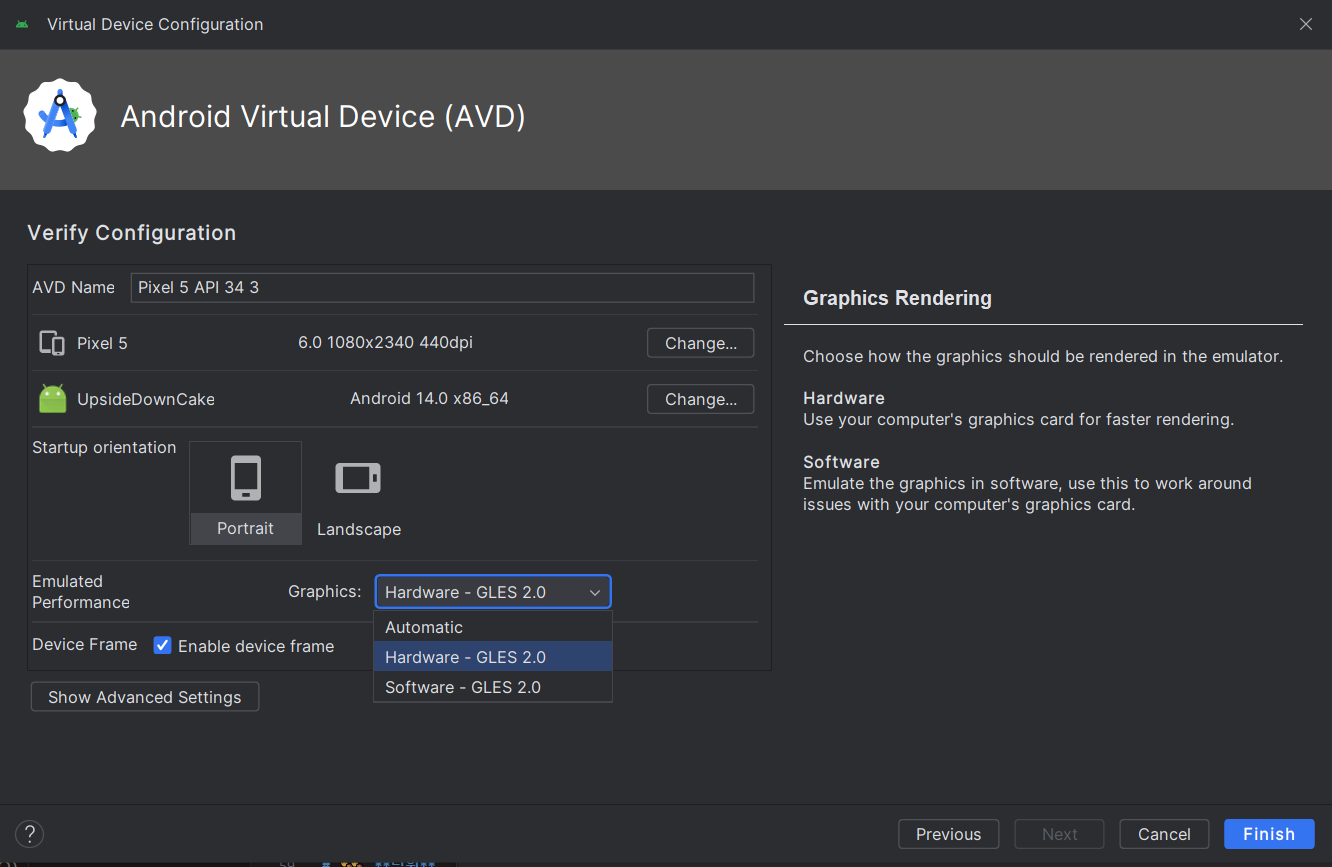 Virtual Device Configuration
Android Virtual Device (AVD)
Verify Configuration
AVD Name Pixel 5 API 34 3
Pixel 5 6.0 1080x2340 440dpi Change...
UpsideDownCake Android 14.0 x86_64 Change...
Startup orientation
Portrait
Landscape
Emulated
Performance
Graphics: Hardware - GLES 2.0
Automatic
Hardware - GLES 2.0
Software - GLES 2.0
Device Frame Enable device frame
Show Advanced Settings
Graphics Rendering
Choose how the graphics should be rendered in the emulator.
Hardware
Use your computer's graphics card for faster rendering.
Software
Emulate the graphics in software, use this to work around
issues with your computer's graphics card.
? Previous Next Cancel Finish